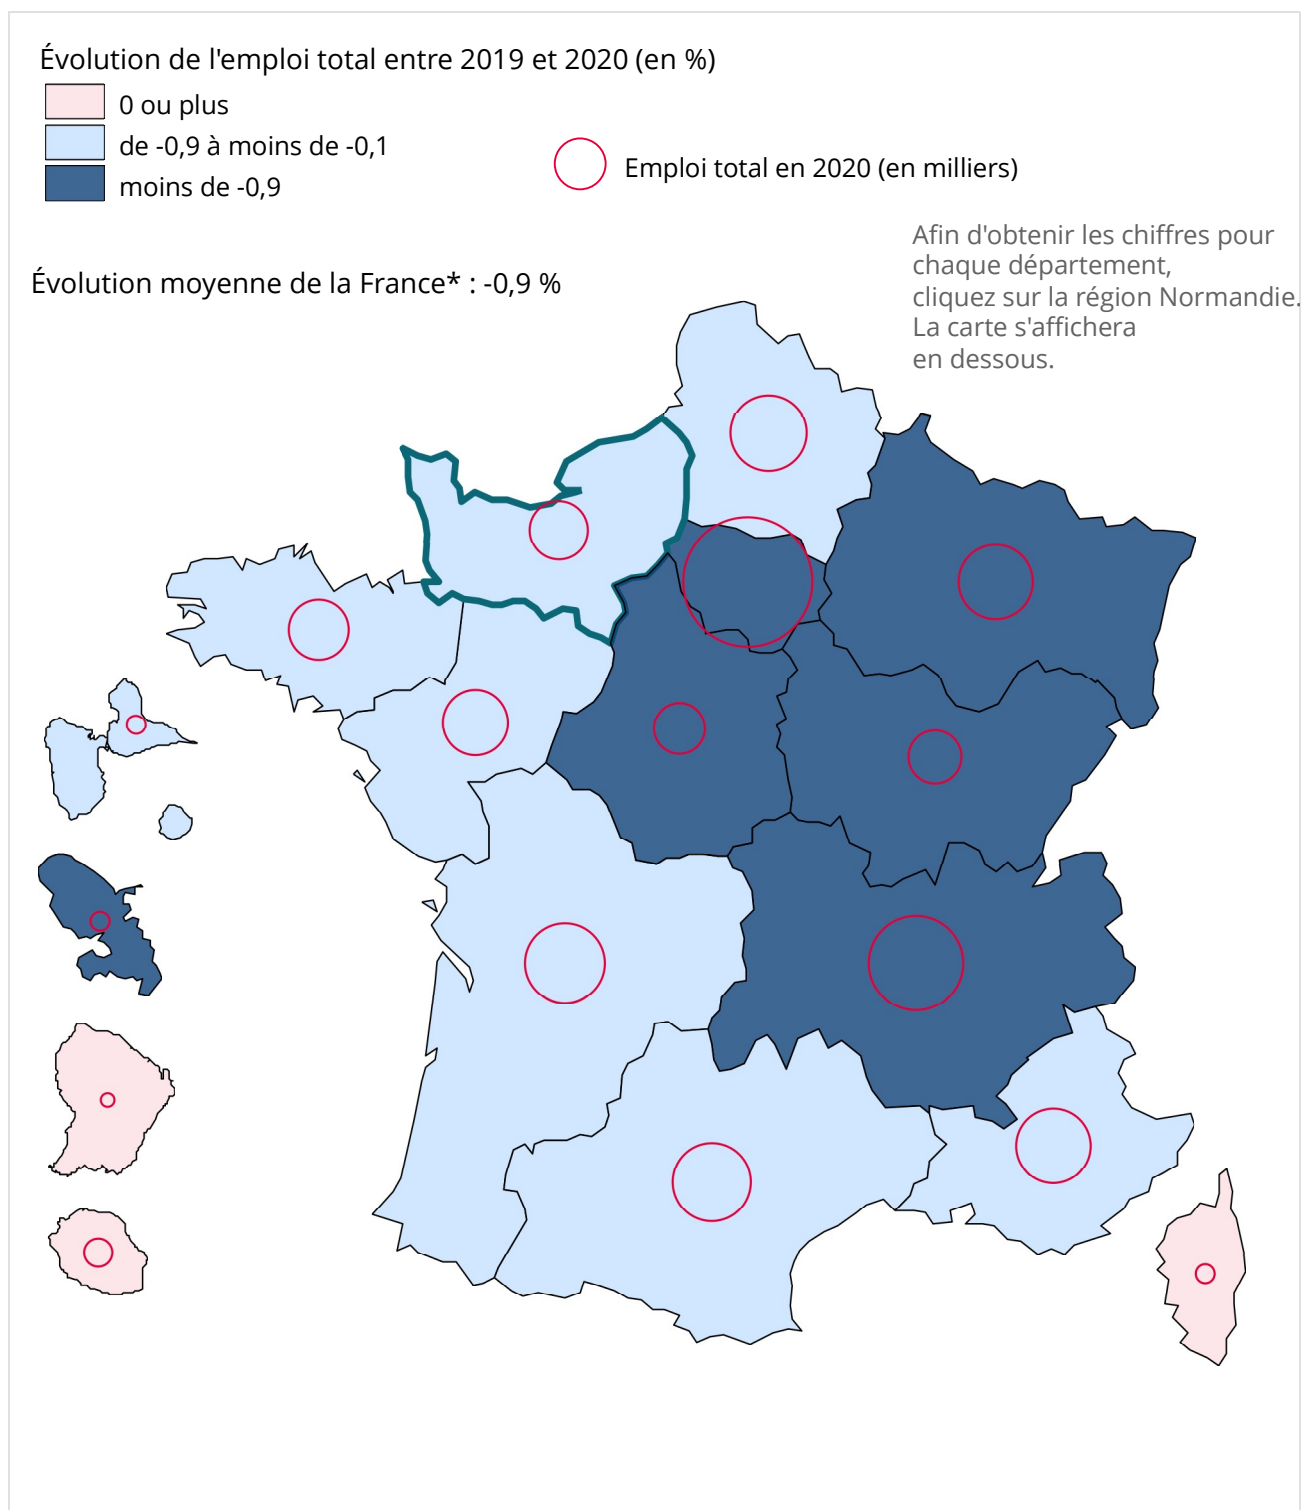 Évolution de l'emploi total entre 2019 et 2020 (en %)
0 ou plus
de -0,9 à moins de -0,1
moins de -0,9
Emploi total en 2020 (en milliers)
Afin d'obtenir les chiffres pour
chaque département,
cliquez sur la région Normandie.
La carte s'affichera
en dessous.
Évolution moyenne de la France* : -0,9 %